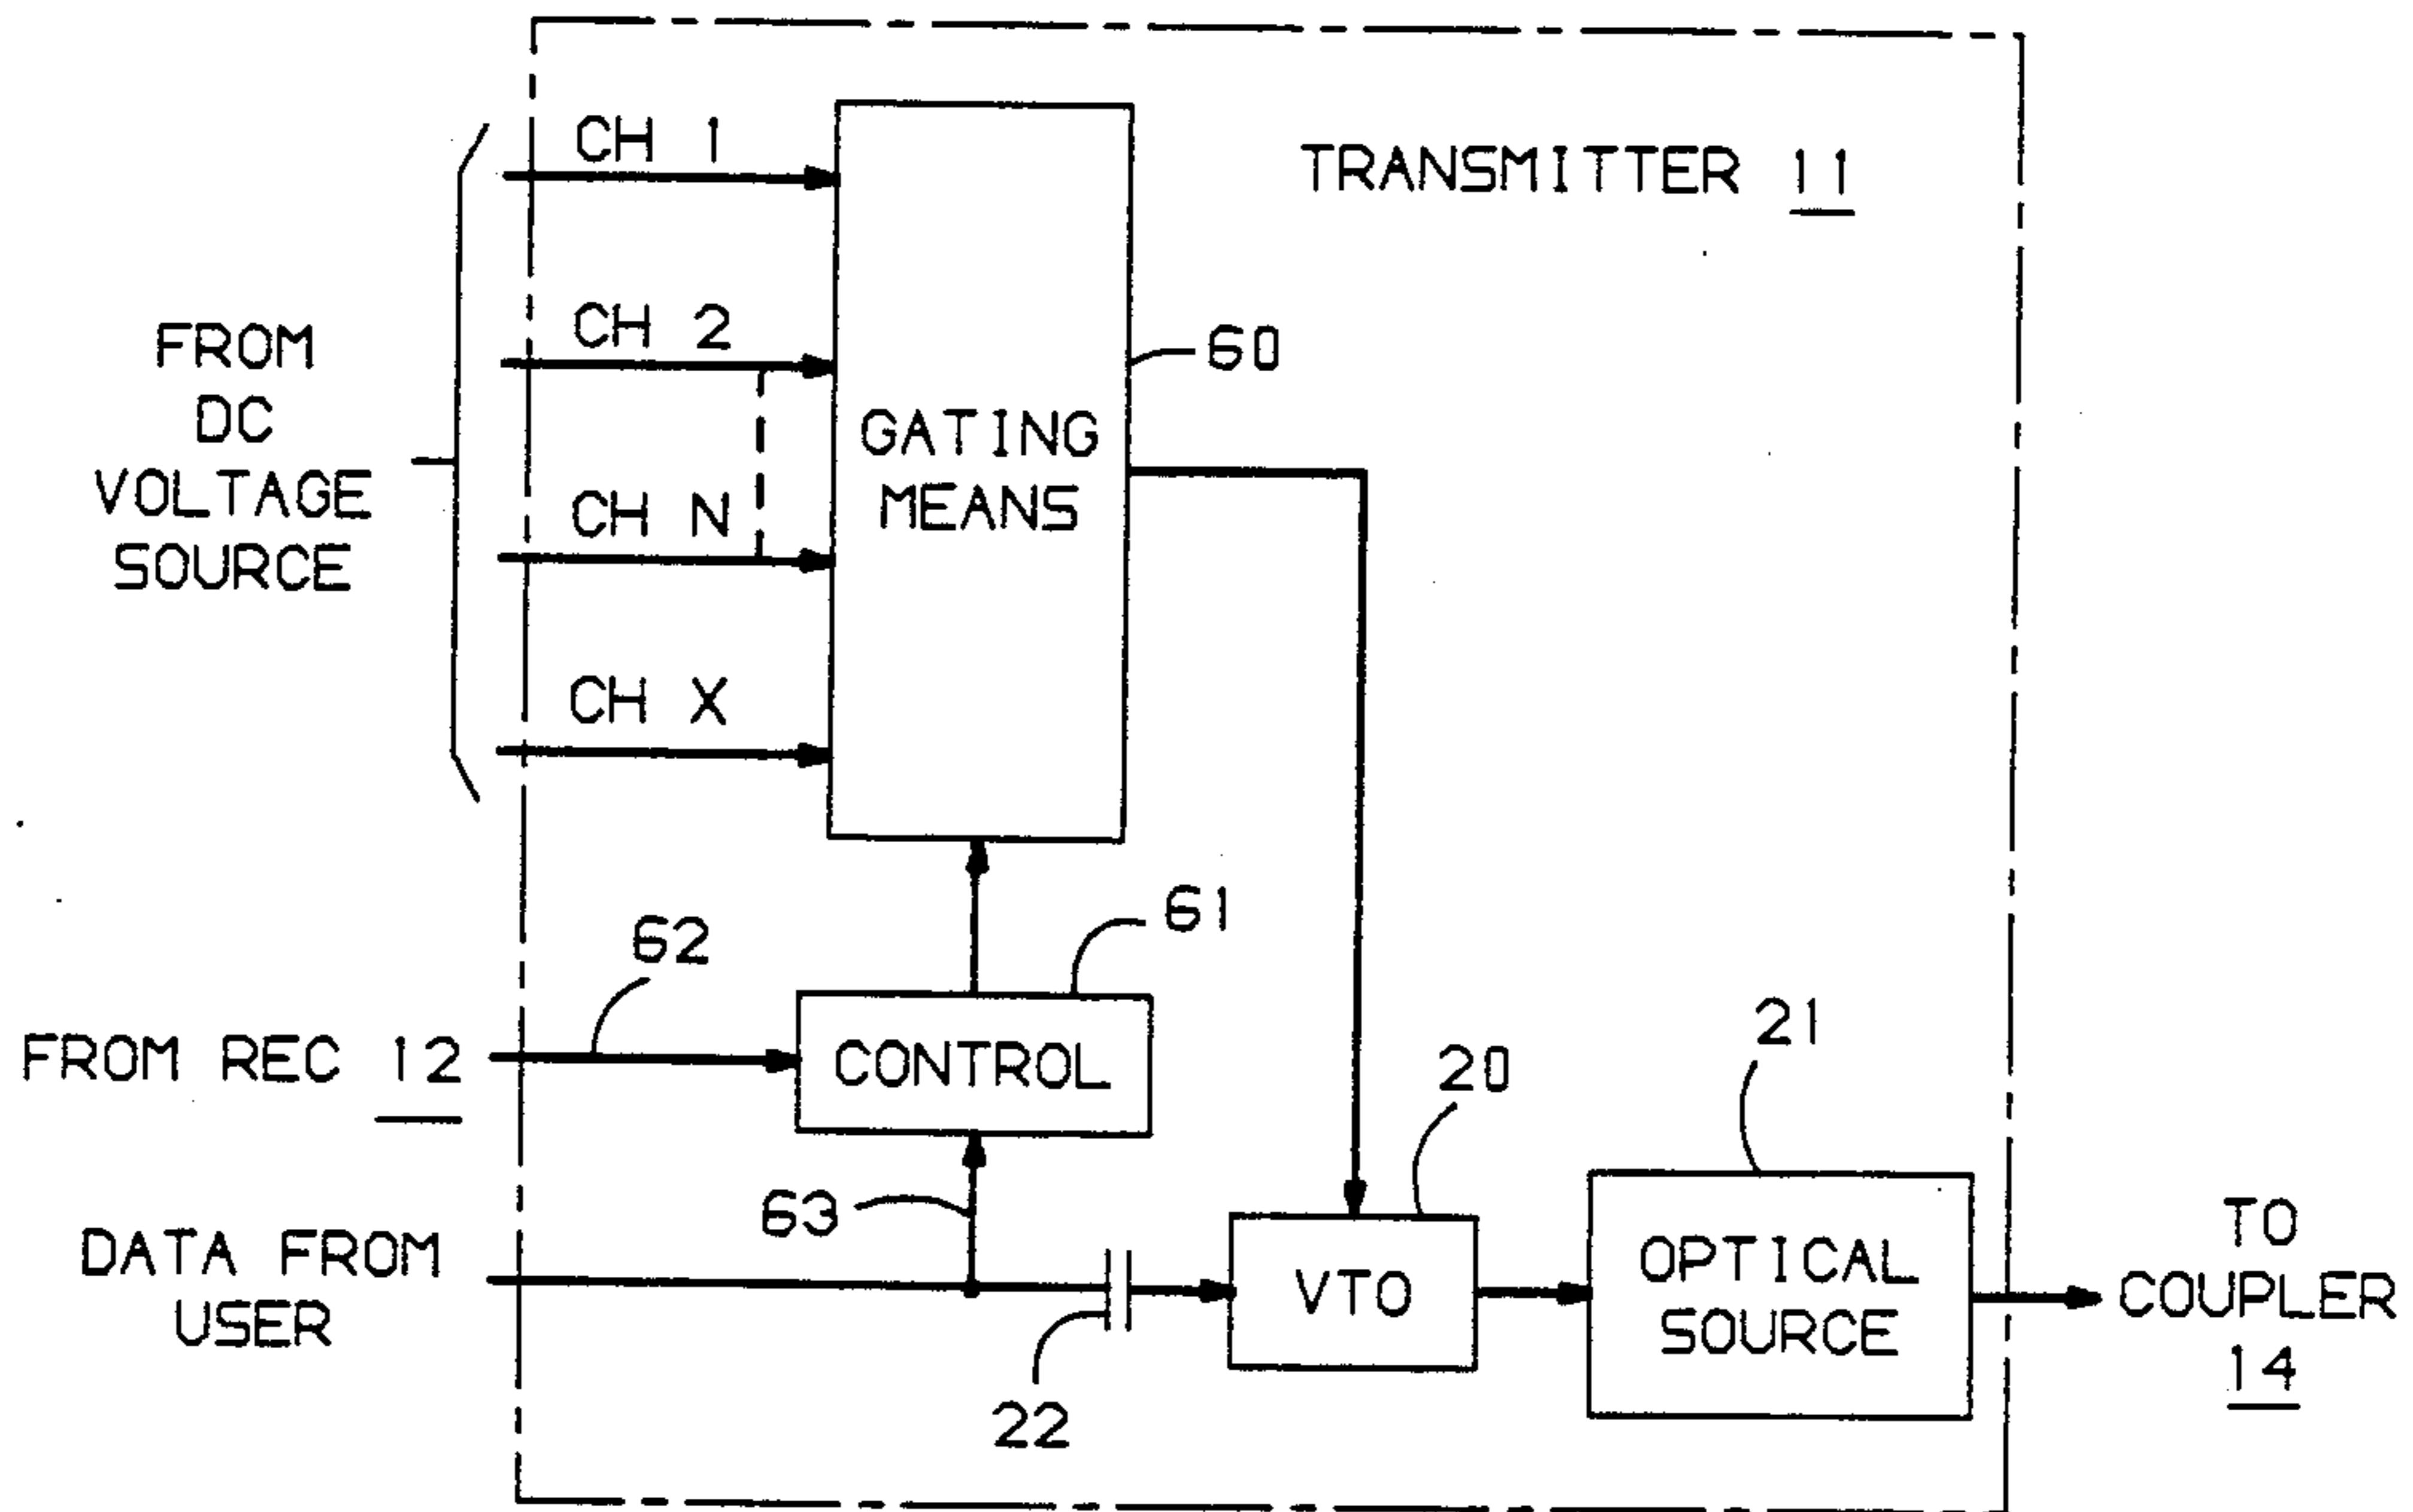 TRANSMITTER 11
CH 1
CH 2
CH N
CH X
FROM
DC
VOLTAGE
SOURCE
GATING
MEANS
60
61
62
FROM REC 12
CONTROL
63
DATA FROM
USER
22
20
VTO
21
OPTICAL
SOURCE
TO
COUPLER
14